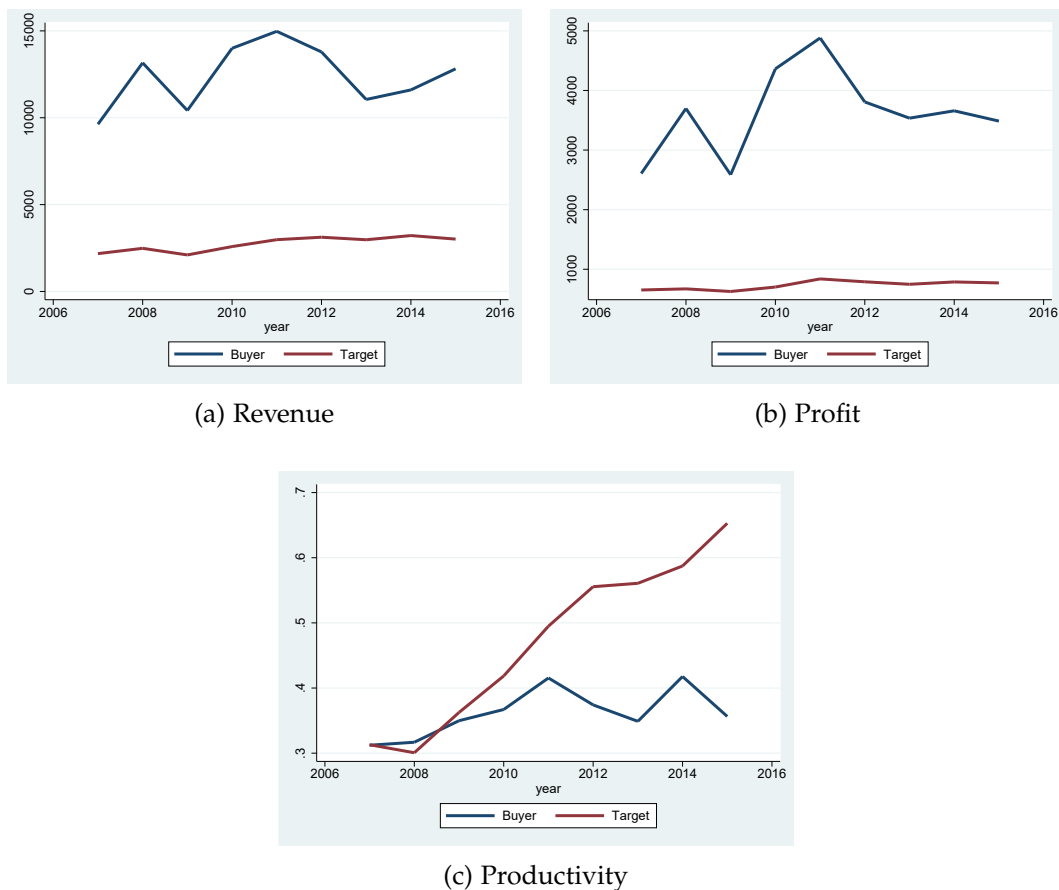 15000
10000
5000
0
2006 2008 2010 2012 2014 2016
year
Buyer Target
(a) Revenue
5000
4000
3000
2000
1000
2006 2008 2010 2012 2014 2016
year
Buyer Target
(b) Profit
.7
.6
.5
.4
.3
2006 2008 2010 2012 2014 2016
year
Buyer Target
(c) Productivity